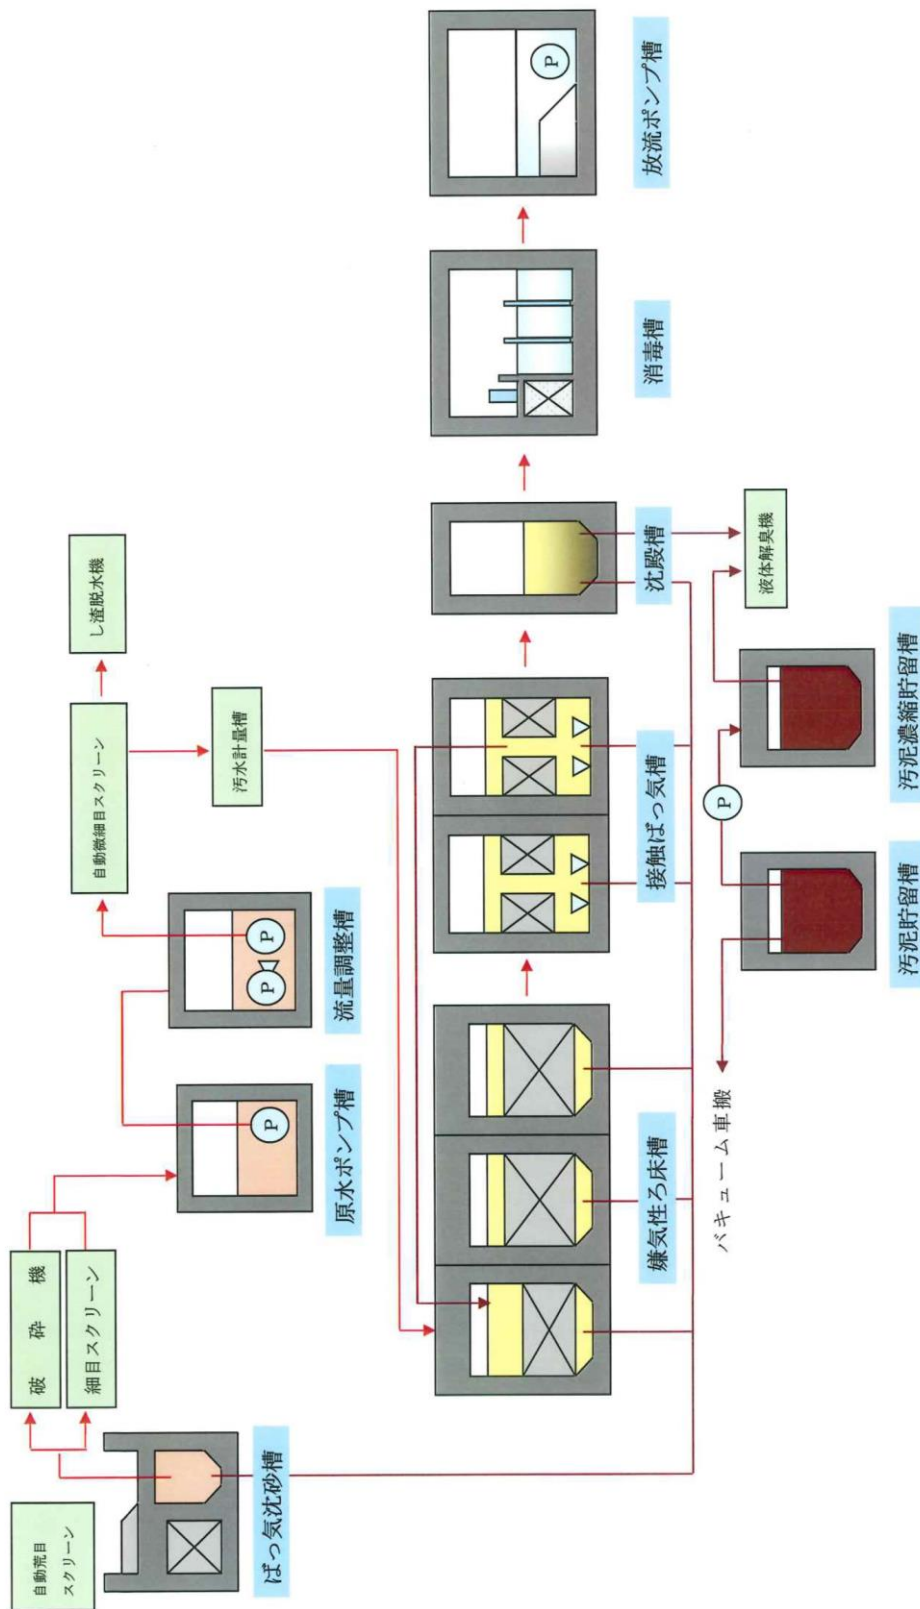 自動荒目
スクリーン
ばっ気沈砂槽
破 砕 機
細目スクリーン
原水ポンプ槽
P
流量調整槽
P
P
自動微細目スクリーン
し渣脱水機
汚水計量槽
嫌気性ろ床槽
接触ばっ気槽
沈殿槽
消毒槽
放流ポンプ槽
P
バキューム車搬
汚泥貯留槽
P
汚泥濃縮貯留槽
液体解臭機